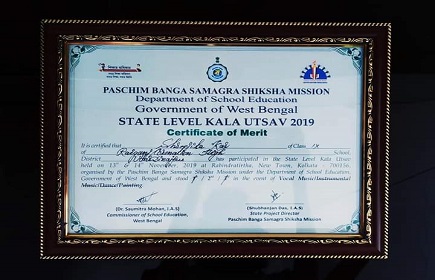 PASCHIM BANGA SAMAGRA SHIKSHA MISSION
Department of School Education
Government of West Bengal
STATE LEVEL KALA UTSAV 2019
Certificate of Merit
It is certified that of Class IX
of School,
District has participated in the State Level Kala Utsav
held on 13th & 14th November, 2019 at Rabindratirtha, New Town, Kolkata - 700156,
organised by the Paschim Banga Samagra Shiksha Mission under the Department of School Education,
Government of West Bengal and stood in the event of Vocal Music/Instrumental
Music/Dance/Painting.
(Dr. Saumitra Mohan, I.A.S) (Shubhanjan Das, I.A.S)
Commissioner of School Education, State Project Director
West Bengal Paschim Banga Samagra Shiksha Mission